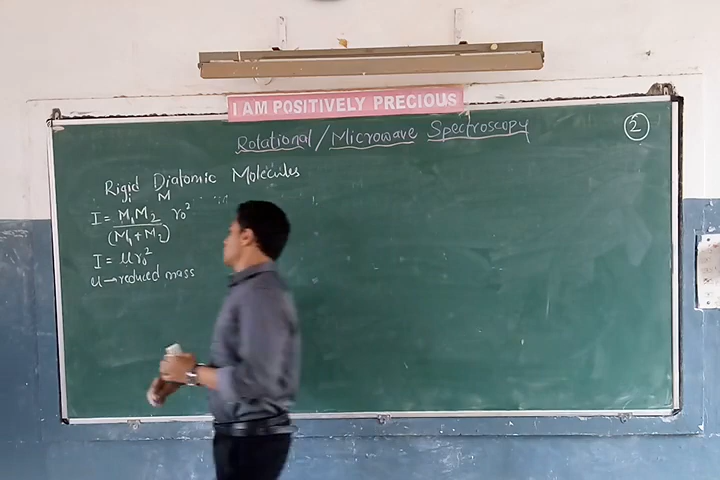 I AM POSITIVELY PRECIOUS
Rotational/Microwave Spectroscopy
2
Rigid Diatomic Molecules
I = M₁M₂ / (M₁+M₂) r₀²
I = μr₀²
μ→reduced mass